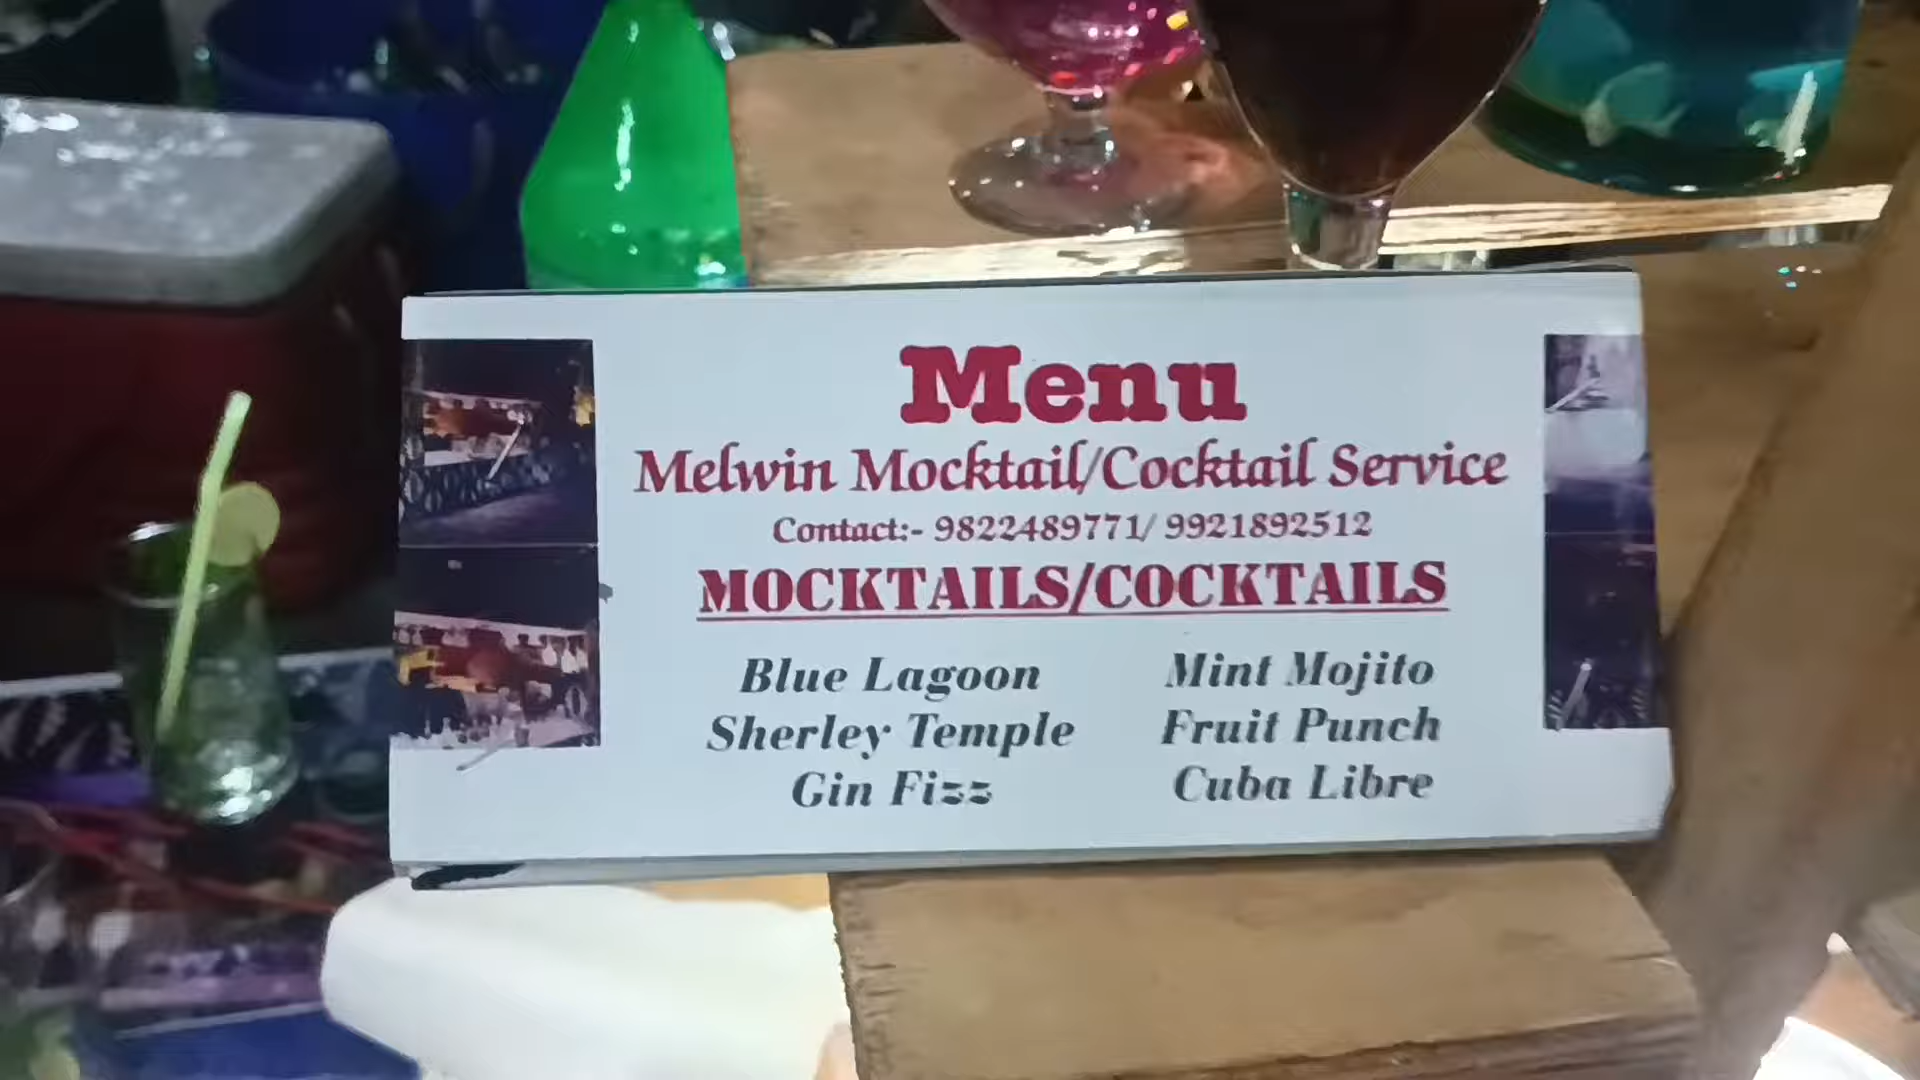 Menu
Melwin Mocktail/Cocktail Service
Contact:- 9822489771/ 9921892512
MOCKTAILS/COCKTAILS
Blue Lagoon
Sherley Temple
Gin Fizz
Mint Mojito
Fruit Punch
Cuba Libre